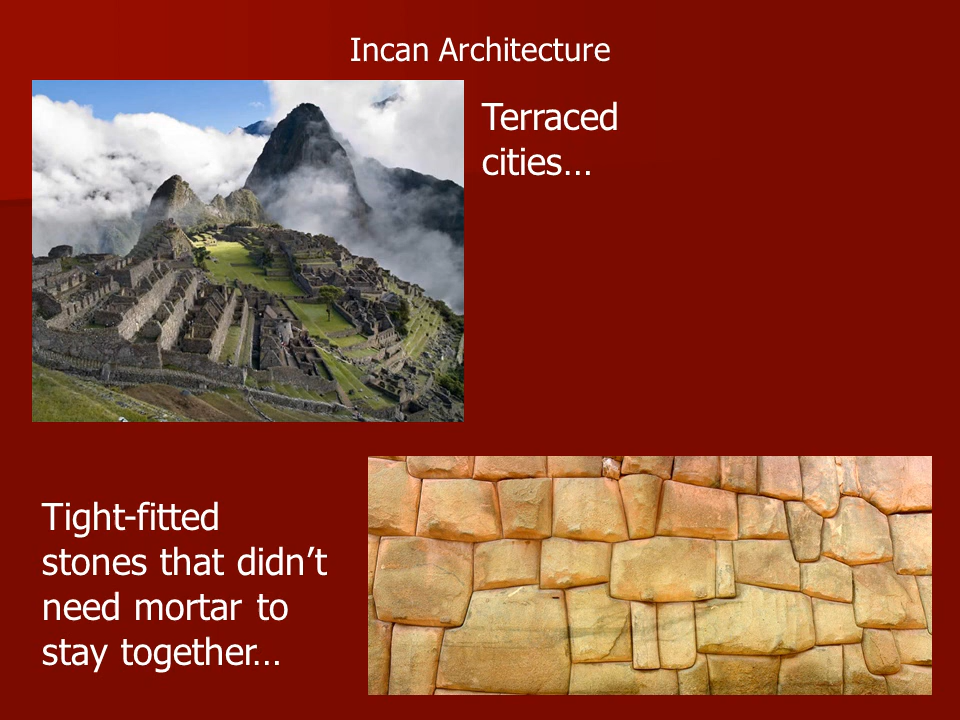 Incan Architecture
Terraced
cities…
Tight-fitted
stones that didn’t
need mortar to
stay together…